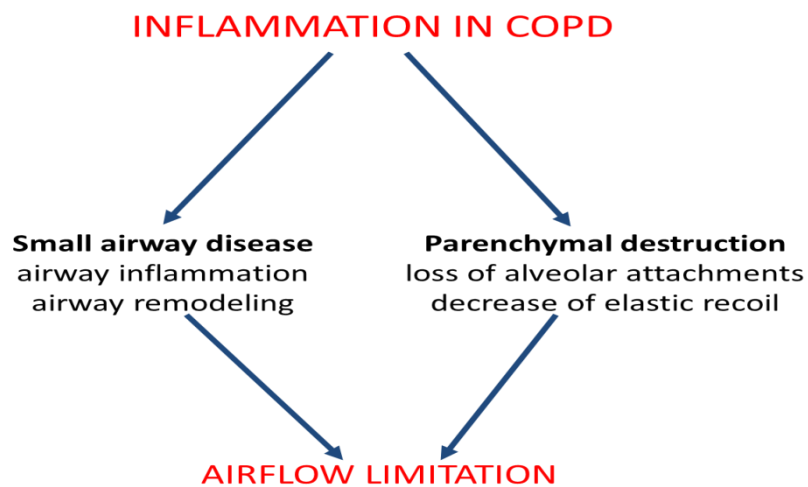 INFLAMMATION IN COPD
Small airway disease
airway inflammation
airway remodeling
Parenchymal destruction
loss of alveolar attachments
decrease of elastic recoil
AIRFLOW LIMITATION